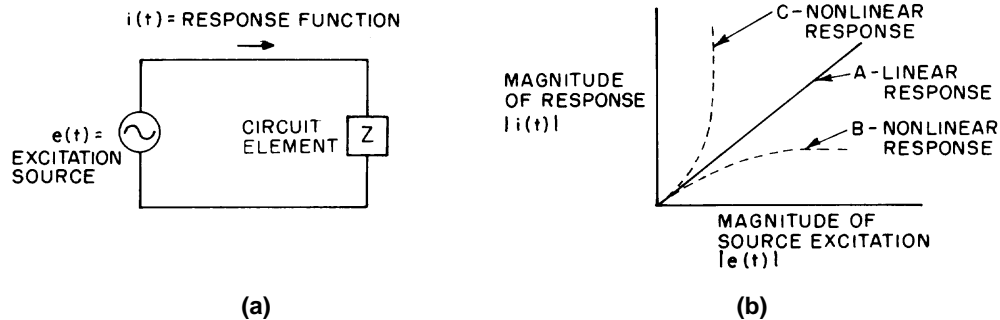 i(t) = RESPONSE FUNCTION
e(t) =
EXCITATION
SOURCE
CIRCUIT
ELEMENT
Z
(a)
C-NONLINEAR
RESPONSE
MAGNITUDE
OF RESPONSE
|i(t)|
A-LINEAR
RESPONSE
B-NONLINEAR
RESPONSE
MAGNITUDE OF
SOURCE EXCITATION
|e(t)|
(b)